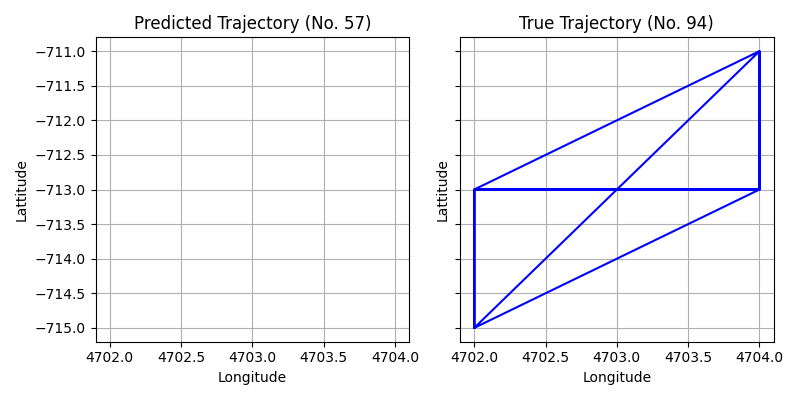 Predicted Trajectory (No. 57)
True Trajectory (No. 94)
−711.0
−711.5
−712.0
−712.5
−713.0
−713.5
−714.0
−714.5
−715.0
Lattitude
Lattitude
4702.0 4702.5 4703.0 4703.5 4704.0
4702.0 4702.5 4703.0 4703.5 4704.0
Longitude
Longitude